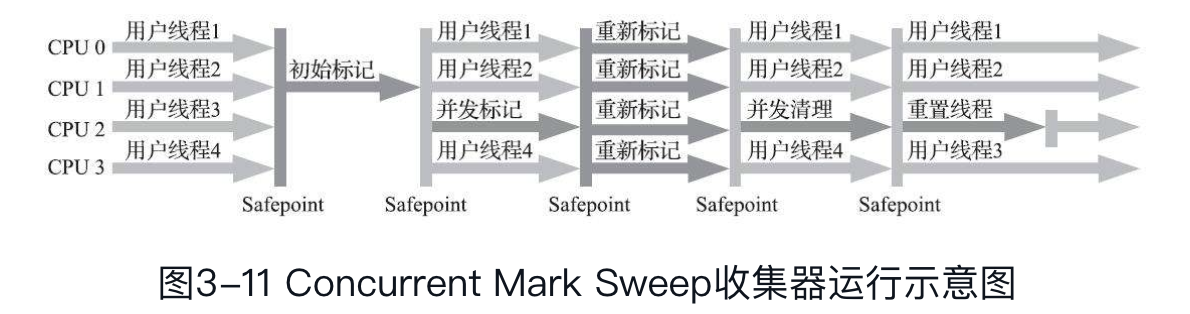 用户线程1 用户线程1 重新标记 用户线程1 用户线程1
CPU 0
用户线程2 初始标记 用户线程2 重新标记 用户线程2 用户线程2
CPU 1
用户线程3 并发标记 重新标记 并发清理 重置线程
CPU 2
用户线程4 用户线程4 重新标记 用户线程4 用户线程3
CPU 3
Safepoint Safepoint Safepoint Safepoint Safepoint
图3-11 Concurrent Mark Sweep收集器运行示意图